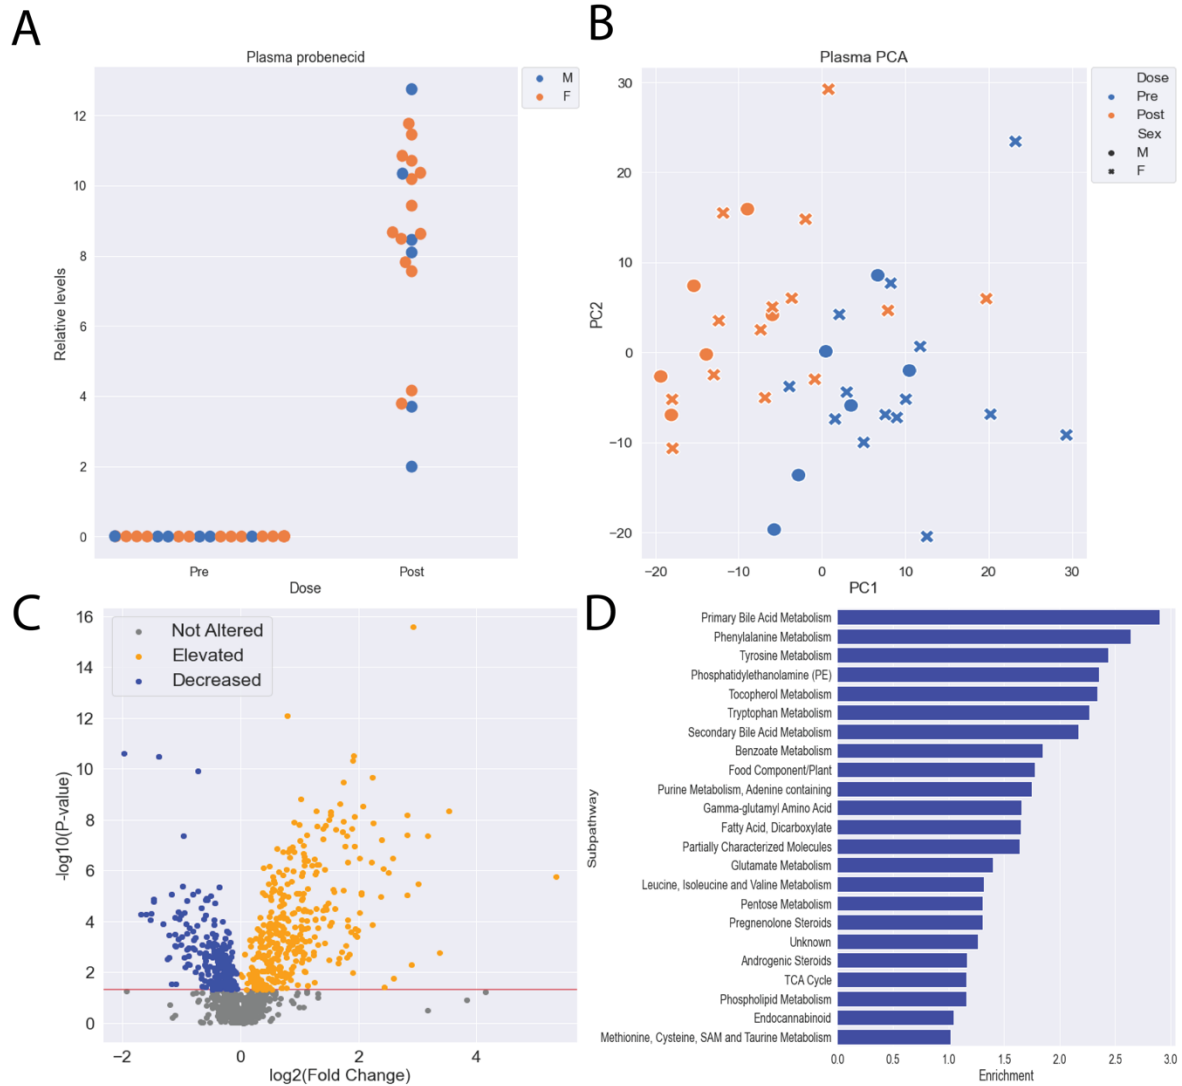 A
Plasma probenecid
M
F
12
10
8
6
4
2
0
Relative levels
Pre
Post
Dose
B
Plasma PCA
Dose
Pre
Post
Sex
M
F
30
20
10
0
−10
−20
PC2
−20
−10
0
10
20
30
PC1
C
Not Altered
Elevated
Decreased
16
14
12
10
8
6
4
2
0
-log10(P-value)
−2
0
2
4
log2(Fold Change)
D
Subpathway
Primary Bile Acid Metabolism
Phenylalanine Metabolism
Tyrosine Metabolism
Phosphatidylethanolamine (PE)
Tocopherol Metabolism
Tryptophan Metabolism
Secondary Bile Acid Metabolism
Benzoate Metabolism
Food Component/Plant
Purine Metabolism, Adenine containing
Gamma-glutamyl Amino Acid
Fatty Acid, Dicarboxylate
Partially Characterized Molecules
Glutamate Metabolism
Leucine, Isoleucine and Valine Metabolism
Pentose Metabolism
Pregnenolone Steroids
Unknown
Androgenic Steroids
TCA Cycle
Phospholipid Metabolism
Endocannabinoid
Methionine, Cysteine, SAM and Taurine Metabolism
0.0
0.5
1.0
1.5
2.0
2.5
3.0
Enrichment